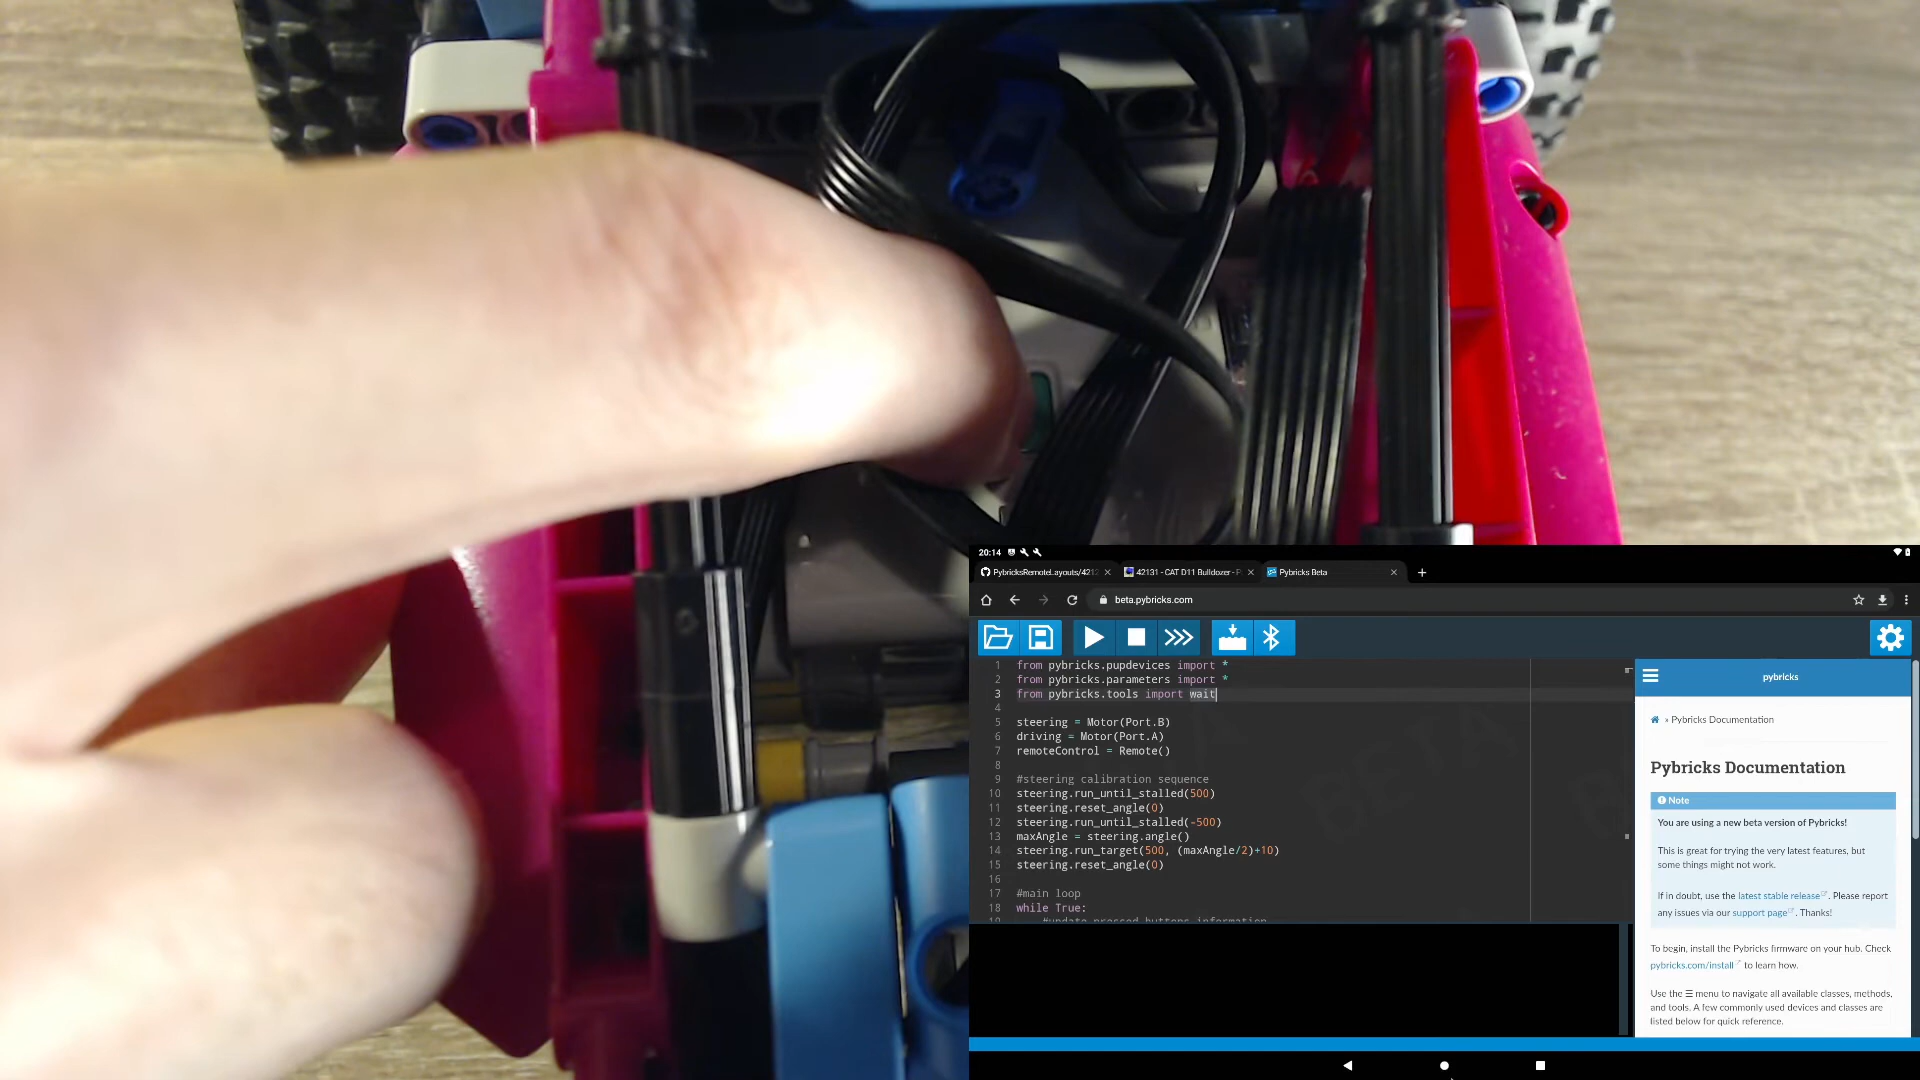 20:14
PybricksRemoteLayouts/4213
42131 - CAT D11 Bulldozer - P
Pybricks Beta
beta.pybricks.com
1 from pybricks.pupdevices import *
2 from pybricks.parameters import *
3 from pybricks.tools import wait
4
5 steering = Motor(Port.B)
6 driving = Motor(Port.A)
7 remoteControl = Remote()
8
9 #steering calibration sequence
10 steering.run_until_stalled(500)
11 steering.reset_angle(0)
12 steering.run_until_stalled(-500)
13 maxAngle = steering.angle()
14 steering.run_target(500, (maxAngle/2)+10)
15 steering.reset_angle(0)
16
17 #main loop
18 while True:
19 #update pressed buttons information
pybricks
» Pybricks Documentation
Pybricks Documentation
Note
You are using a new beta version of Pybricks!
This is great for trying the very latest features, but
some things might not work.
If in doubt, use the latest stable release. Please report
any issues via our support page. Thanks!
To begin, install the Pybricks firmware on your hub. Check
pybricks.com/install to learn how.
Use the ☰ menu to navigate all available classes, methods,
and tools. A few commonly used devices and classes are
listed below for quick reference.